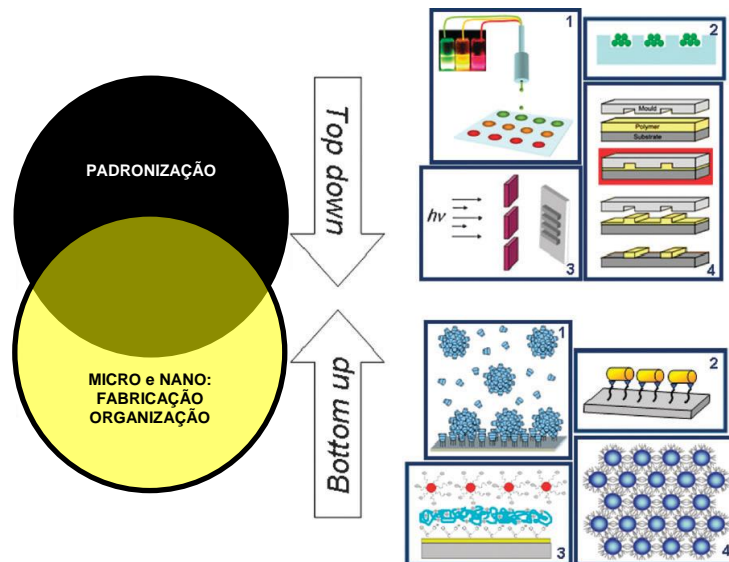 PADRONIZAÇÃO
MICRO e NANO:
FABRICAÇÃO
ORGANIZAÇÃO
Top down
Bottom up
1
2
Mould
Polymer
Substrate
hν
3
4
1
2
3
4